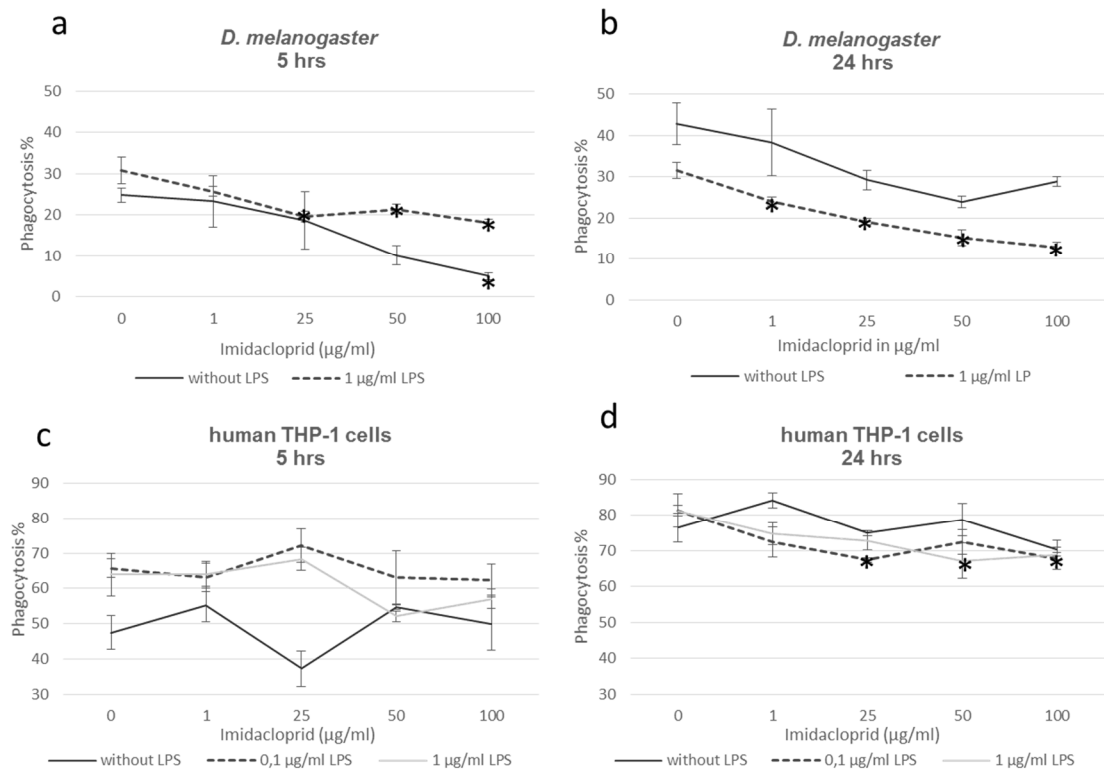 a
D. melanogaster
5 hrs
50
40
30
20
10
0
Phagocytosis %
0 1 25 50 100
Imidacloprid (µg/ml)
without LPS 1 µg/ml LPS
b
D. melanogaster
24 hrs
50
40
30
20
10
0
Phagocytosis %
0 1 25 50 100
Imidacloprid in µg/ml
without LPS 1 µg/ml LP
c
human THP-1 cells
5 hrs
90
80
70
60
50
40
30
Phagocytosis %
0 1 25 50 100
Imidacloprid (µg/ml)
without LPS 0,1 µg/ml LPS 1 µg/ml LPS
d
human THP-1 cells
24 hrs
90
80
70
60
50
40
30
Phagocytosis %
0 1 25 50 100
Imidacloprid (µg/ml)
without LPS 0,1 µg/ml LPS 1 µg/ml LPS